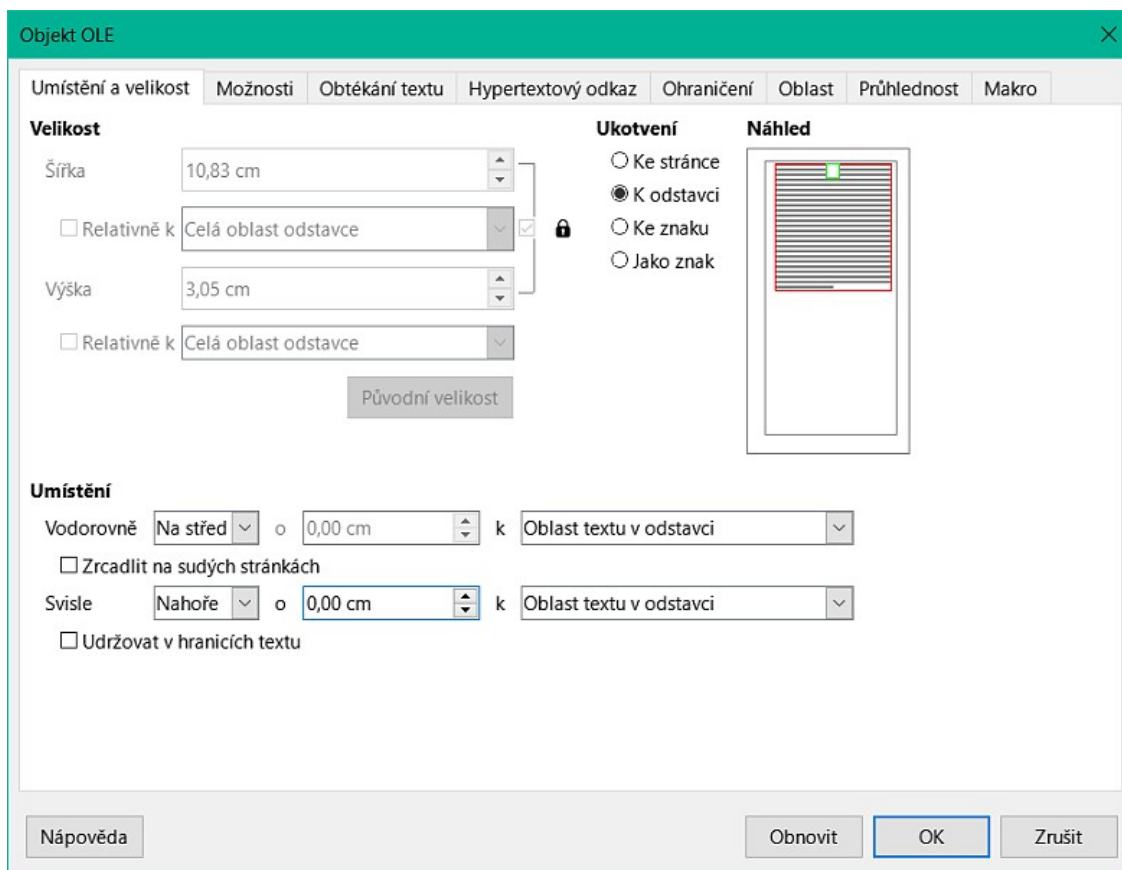 Objekt OLE
Umístění a velikost Možnosti Obtékání textu Hypertextový odkaz Ohraničení Oblast Průhlednost Makro
Velikost
Šířka 10,83 cm
Relativně k Celá oblast odstavce
Výška 3,05 cm
Relativně k Celá oblast odstavce
Původní velikost
Ukotvení
Ke stránce
K odstavci
Ke znaku
Jako znak
Náhled
Umístění
Vodorovně Na střed o 0,00 cm k Oblast textu v odstavci
Zrcadlit na sudých stránkách
Svisle Nahoře o 0,00 cm k Oblast textu v odstavci
Udržovat v hranicích textu
Nápověda Obnovit OK Zrušit